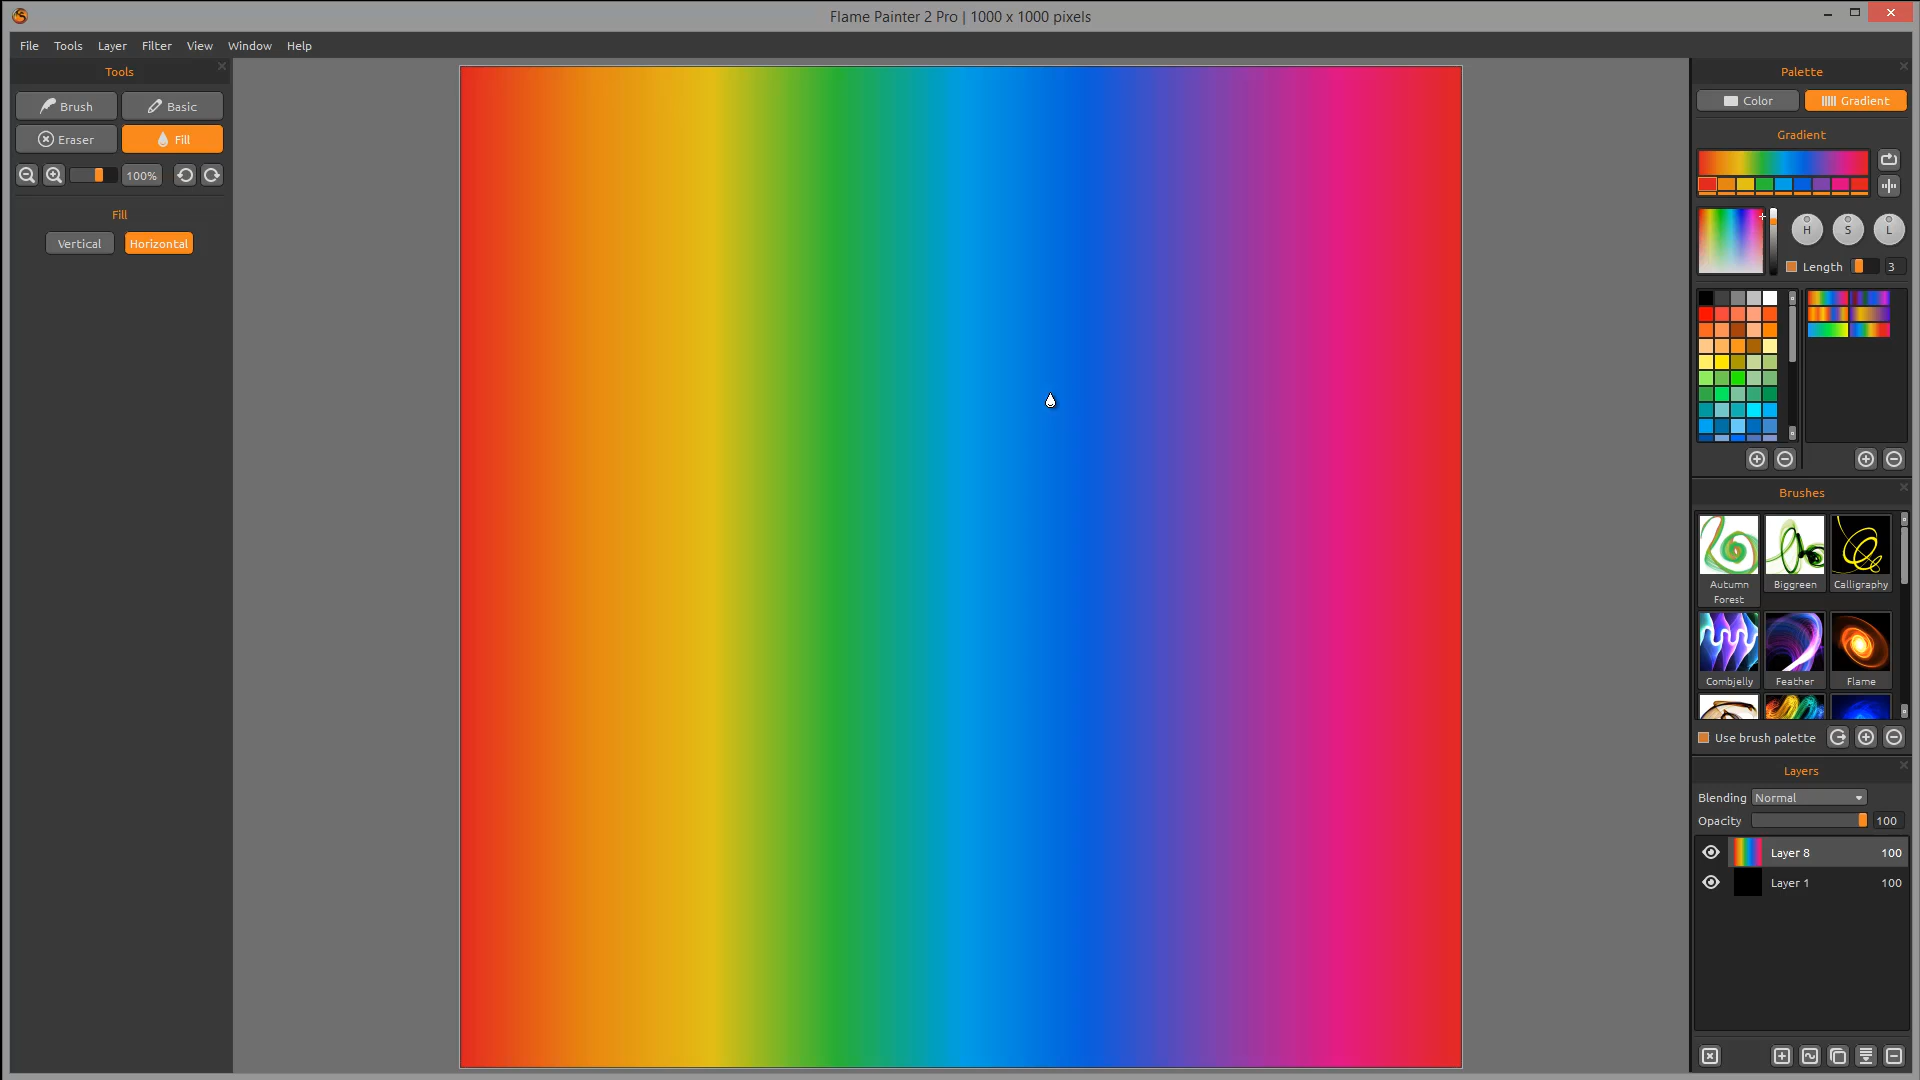 Flame Painter 2 Pro | 1000 x 1000 pixels
File Tools Layer Filter View Window Help
Tools
Brush Basic
Eraser Fill
100%
Fill
Vertical Horizontal
Palette
Color Gradient
Gradient
H S L
Length 3
Brushes
Autumn Forest Biggreen Calligraphy
Combjelly Feather Flame
Use brush palette
Layers
Blending Normal
Opacity 100
Layer 8 100
Layer 1 100